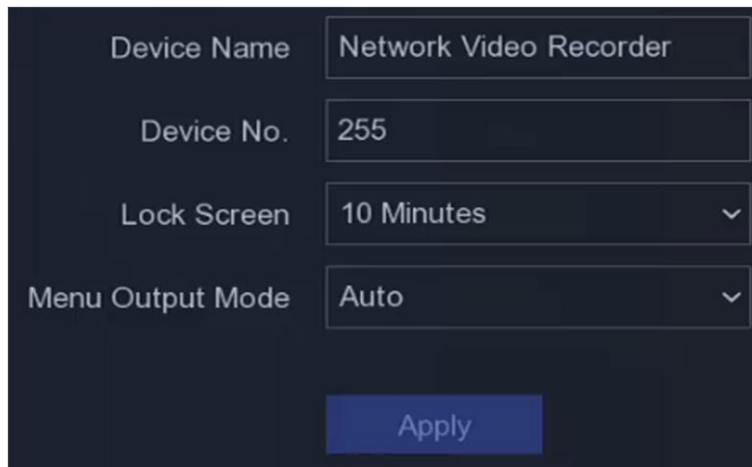 Device Name Network Video Recorder
Device No. 255
Lock Screen 10 Minutes
Menu Output Mode Auto
Apply